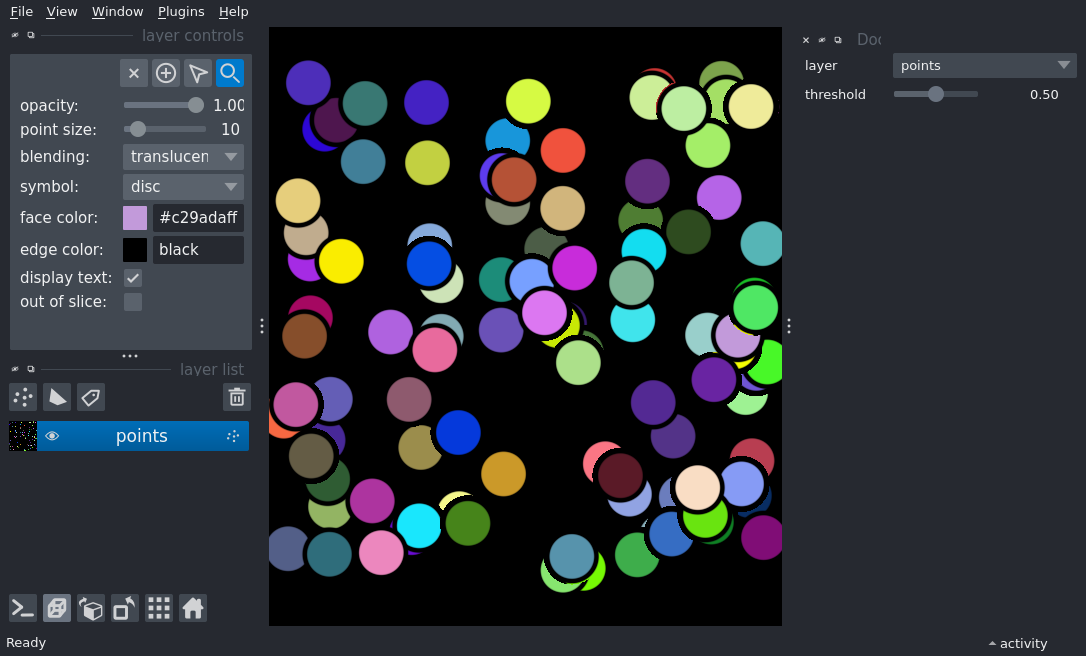 File View Window Plugins Help
layer controls
opacity: 1.00
point size: 10
blending: translucen
symbol: disc
face color: #c29adaff
edge color: black
display text:
out of slice:
layer list
points
Ready
Doc
layer points
threshold 0.50
activity